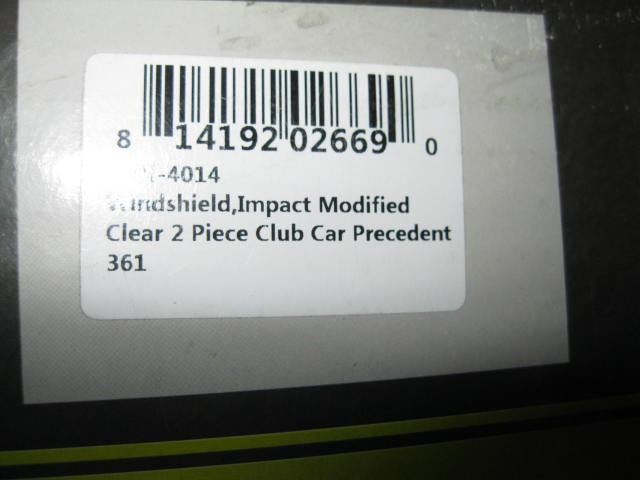 8 14192 02669 0
-4014
Windshield,Impact Modified
Clear 2 Piece Club Car Precedent
361